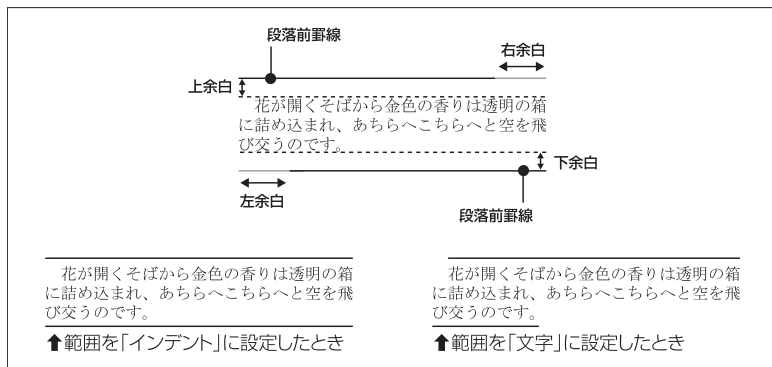 段落前罫線
右余白
上余白
　花が開くそばから金色の香りは透明の箱
に詰め込まれ、あちらへこちらへと空を飛
び交うのです。
下余白
左余白
段落前罫線
　花が開くそばから金色の香りは透明の箱
に詰め込まれ、あちらへこちらへと空を飛
び交うのです。
⬆範囲を「インデント」に設定したとき
　花が開くそばから金色の香りは透明の箱
に詰め込まれ、あちらへこちらへと空を飛
び交うのです。
⬆範囲を「文字」に設定したとき